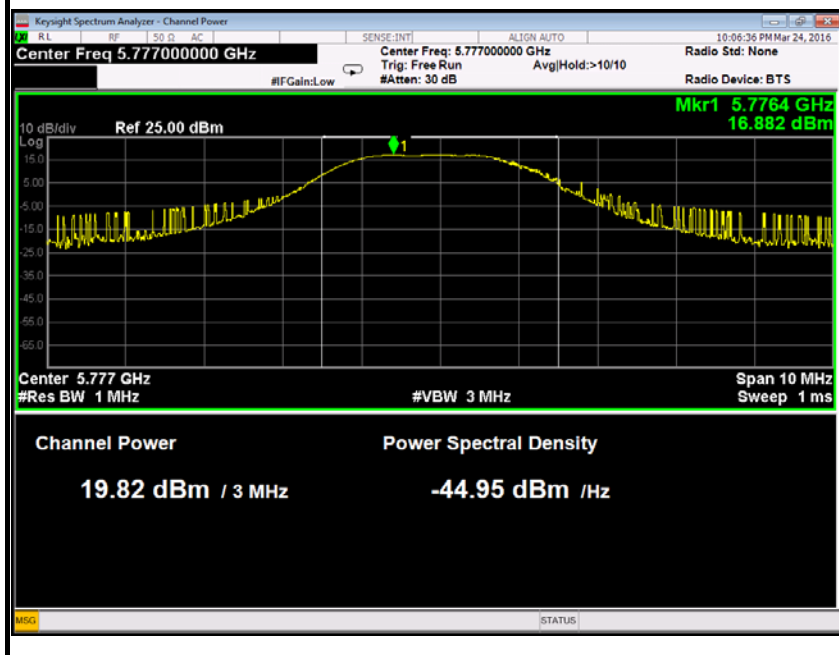 Keysight Spectrum Analyzer - Channel Power
LXI RL RF 50 Ω AC SENSE:INT ALIGN AUTO 10:06:36 PM Mar 24, 2016
Center Freq 5.777000000 GHz
Center Freq: 5.777000000 GHz
Radio Std: None
Trig: Free Run Avg|Hold:>10/10
#IFGain:Low #Atten: 30 dB Radio Device: BTS
Mkr1 5.7764 GHz
16.882 dBm
10 dB/div Ref 25.00 dBm
Log
1
15.0
5.00
-5.00
-15.0
-25.0
-35.0
-45.0
-55.0
-65.0
Center 5.777 GHz Span 10 MHz
#Res BW 1 MHz #VBW 3 MHz Sweep 1 ms
Channel Power Power Spectral Density
19.82 dBm / 3 MHz -44.95 dBm /Hz
MSG STATUS